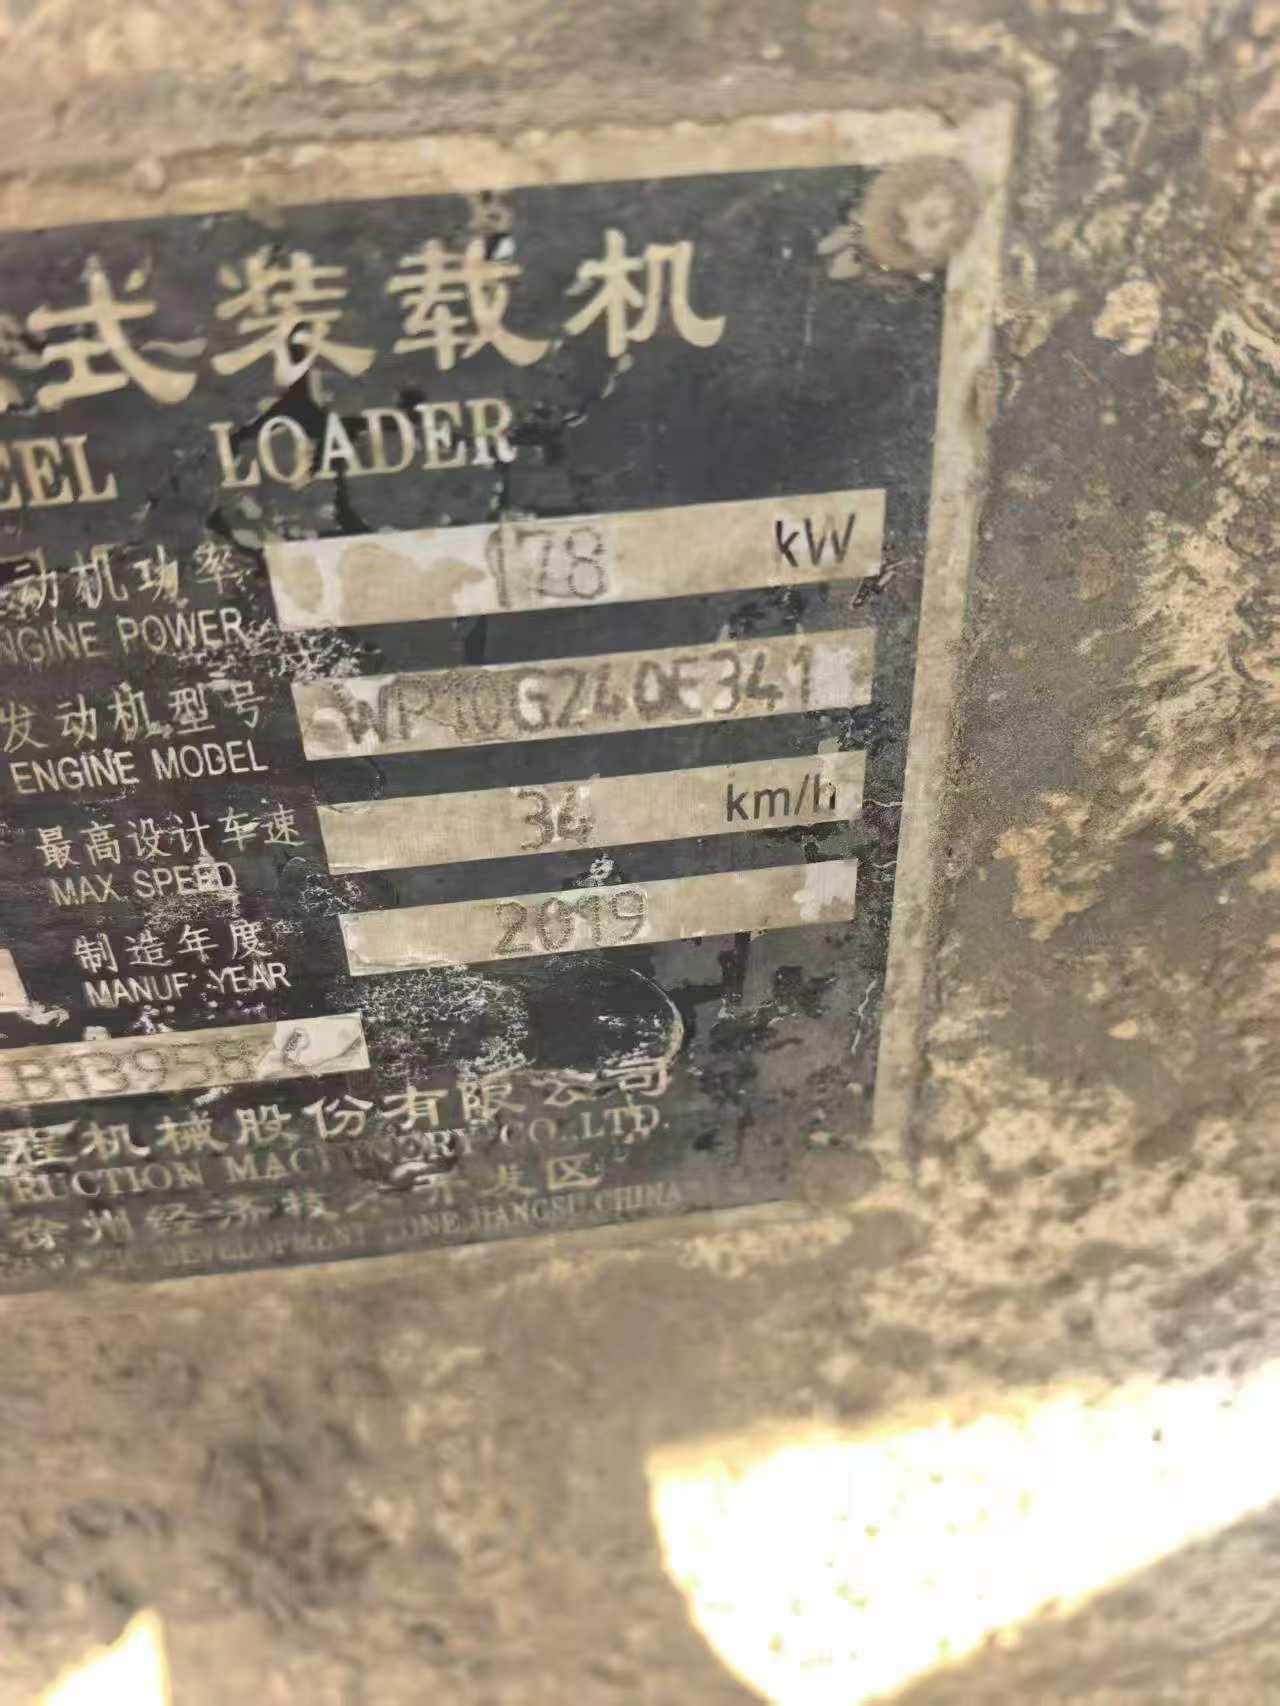 式装载机
EEL LOADER
动机功率 178 kW
NGINE POWER
发动机型号 WP10G240E341
ENGINE MODEL
最高设计车速 34 km/h
MAX. SPEED
制造年度 2019
MANUF. YEAR
程机械股份有限公司
RUCTION MACHINERY CO.,LTD.
徐州经济技 开发区
DEVELOPMENT ZONE,JIANGSU,CHINA